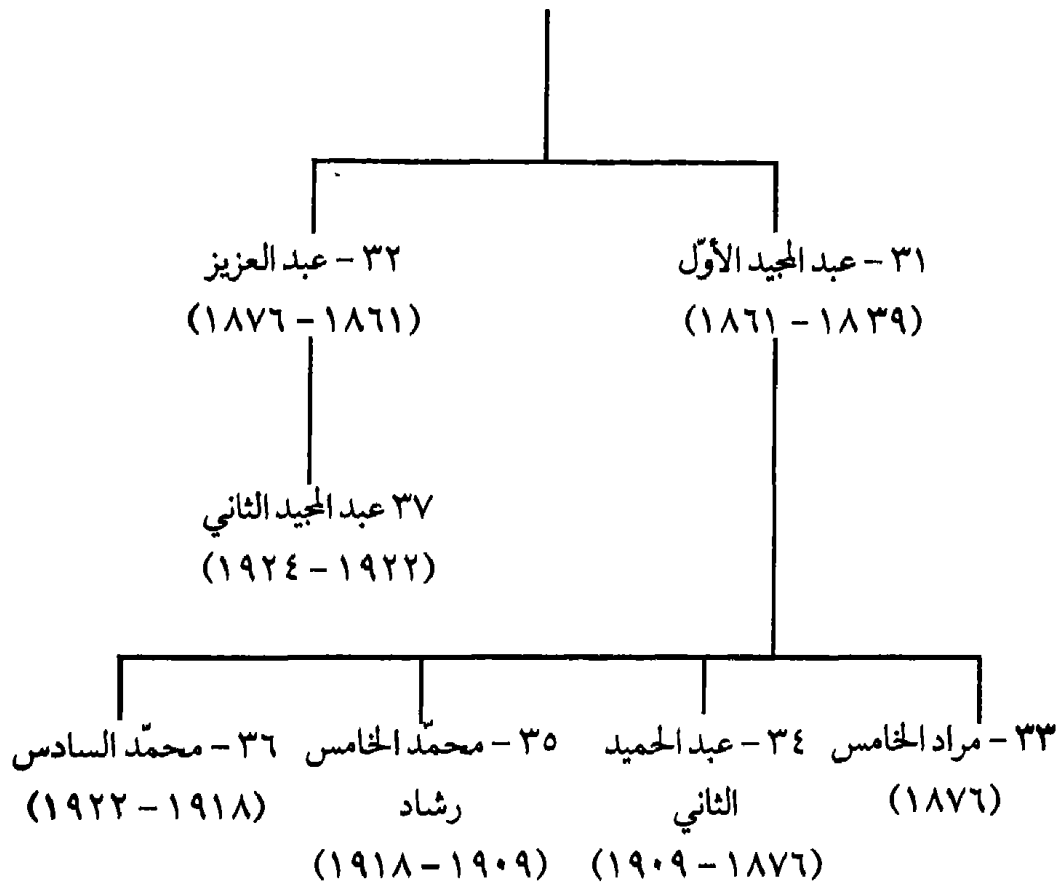 ٣١ – عبد المجيد الأوّل
(١٨٣٩ – ١٨٦١)
٣٢ – عبد العزيز
(١٨٦١ – ١٨٧٦)
٣٧ عبد المجيد الثاني
(١٩٢٢ – ١٩٢٤)
٣٣ – مراد الخامس
(١٨٧٦)
٣٤ – عبد الحميد
الثاني
(١٨٧٦ – ١٩٠٩)
٣٥ – محمّد الخامس
رشاد
(١٩٠٩ – ١٩١٨)
٣٦ – محمّد السادس
(١٩١٨ – ١٩٢٢)